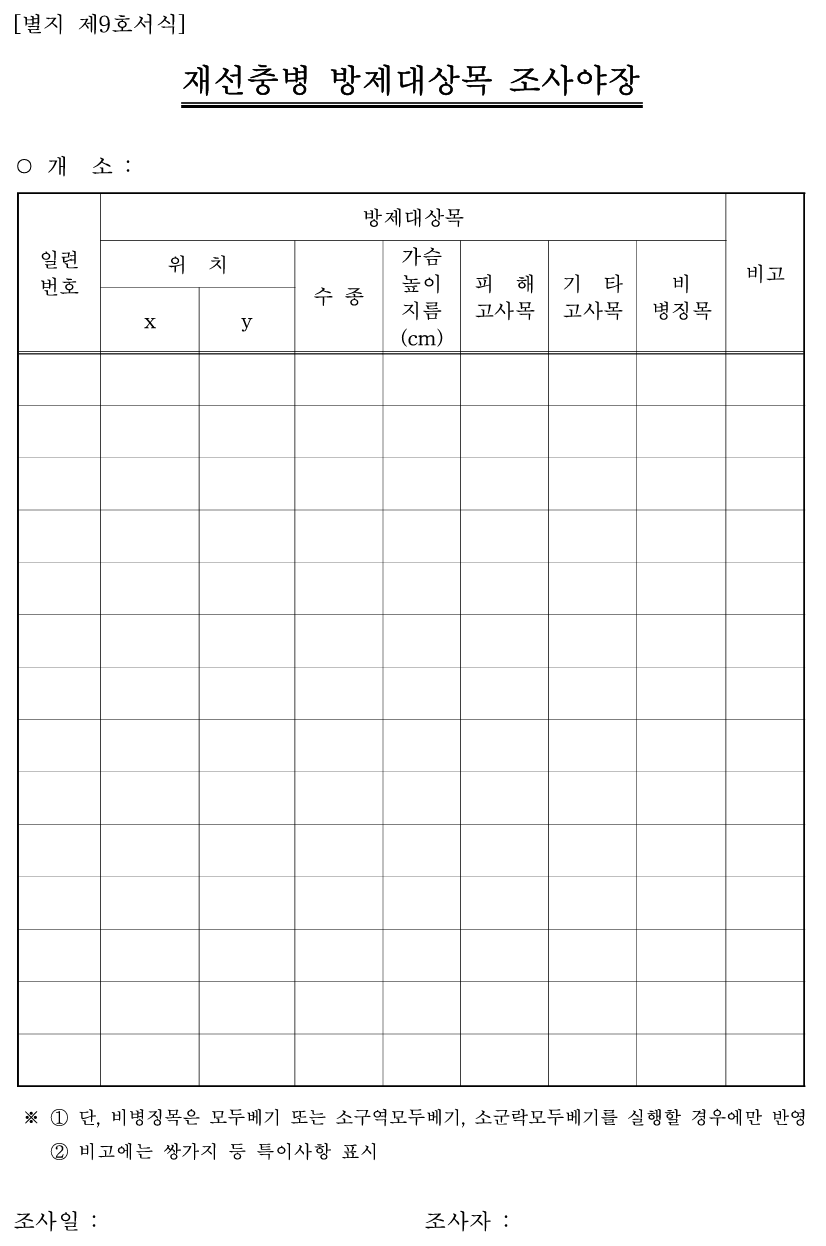 [별지 제9호서식]
재선충병 방제대상목 조사야장
○ 개 소 :
일련
번호
방제대상목
비고
위 치
수 종
가슴
높이
지름
(cm)
피 해
고사목
기 타
고사목
비
병징목
x
y
※ ① 단, 비병징목은 모두베기 또는 소구역모두베기, 소군락모두베기를 실행할 경우에만 반영
② 비고에는 쌍가지 등 특이사항 표시
조사일 : 조사자 :